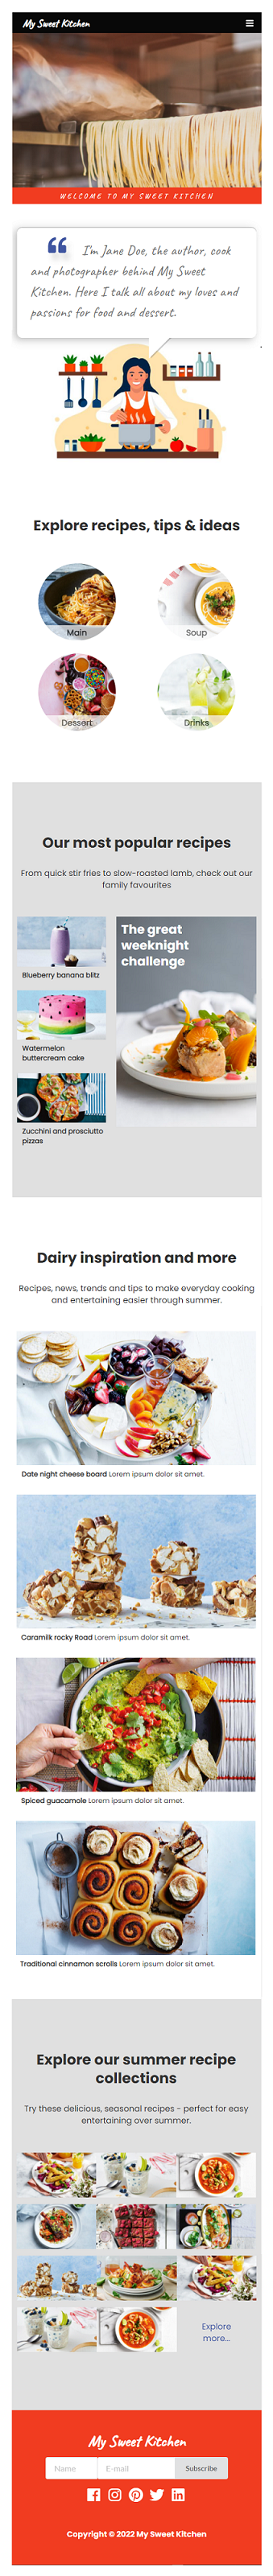 My Sweet Kitchen
WELCOME TO MY SWEET KITCHEN
I'm Jane Doe, the author, cook
and photographer behind My Sweet
Kitchen. Here I talk all about my loves and
passions for food and dessert.
Explore recipes, tips & ideas
Main
Soup
Dessert
Drinks
Our most popular recipes
From quick stir fries to slow-roasted lamb, check out our
family favourites
Blueberry banana blitz
Watermelon
buttercream cake
Zucchini and prosciutto
pizzas
The great
weeknight
challenge
Dairy inspiration and more
Recipes, news, trends and tips to make everyday cooking
and entertaining easier through summer.
Date night cheese board Lorem ipsum dolor sit amet.
Caramilk rocky Road Lorem ipsum dolor sit amet.
Spiced guacamole Lorem ipsum dolor sit amet.
Traditional cinnamon scrolls Lorem ipsum dolor sit amet.
Explore our summer recipe
collections
Try these delicious, seasonal recipes - perfect for easy
entertaining over summer.
Explore
more...
My Sweet Kitchen
Name
E-mail
Subscribe
Copyright © 2022 My Sweet Kitchen